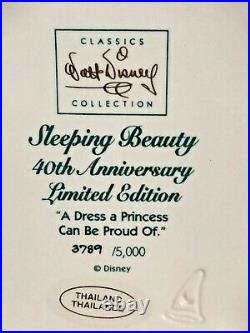 CLASSICS
Walt Disney
COLLECTION
Sleeping Beauty
40th Anniversary
Limited Edition
"A Dress a Princess
Can Be Proud Of."
3789 /5,000
© Disney
THAILAND
THAILAND